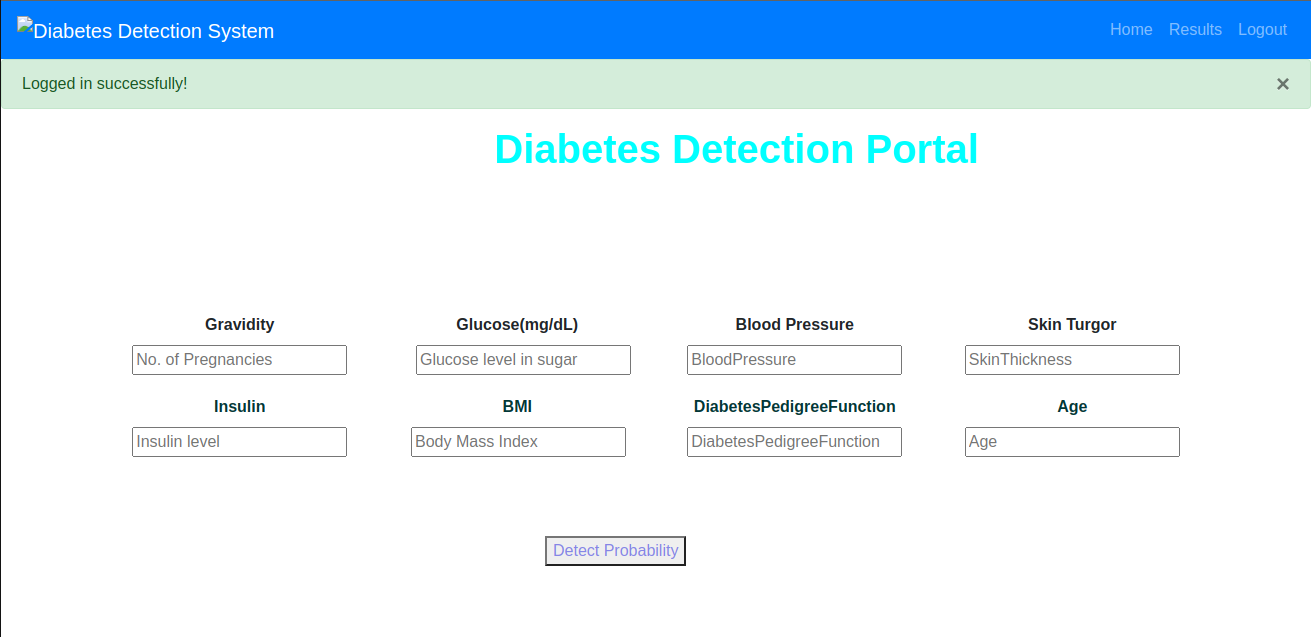 Diabetes Detection System Home Results Logout
Logged in successfully! ×
Diabetes Detection Portal
Gravidity Glucose(mg/dL) Blood Pressure Skin Turgor
No. of Pregnancies Glucose level in sugar BloodPressure SkinThickness
Insulin BMI DiabetesPedigreeFunction Age
Insulin level Body Mass Index DiabetesPedigreeFunction Age
Detect Probability